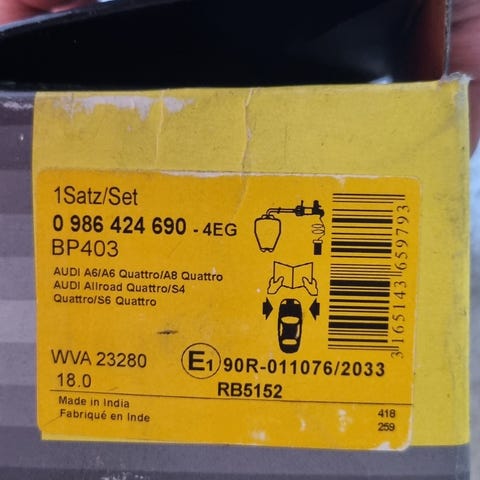 1Satz/Set
0 986 424 690 - 4EG
BP403
AUDI A6/A6 Quattro/A8 Quattro
AUDI Allroad Quattro/S4
Quattro/S6 Quattro
3165143659793
WVA 23280
18.0
E1 90R-011076/2033
RB5152
Made in India
Fabriqué en Inde
418
259